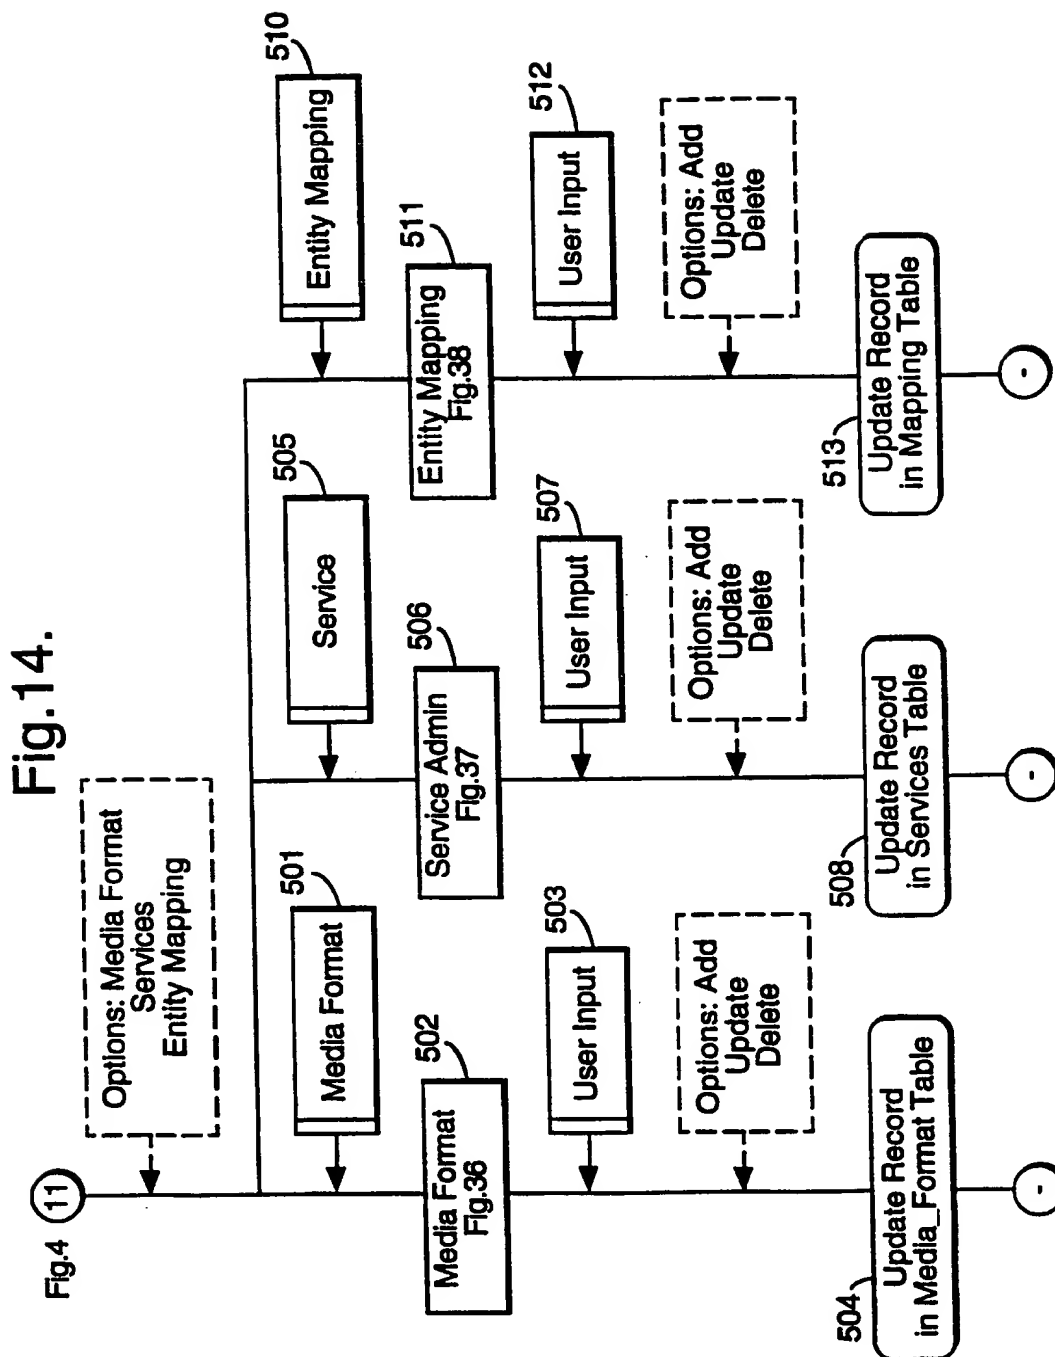 Fig.14.
Fig.4
11
Options: Media Format
Services
Entity Mapping
501
Media Format
502
Media Format
Fig.36
503
User Input
Options: Add
Update
Delete
504
Update Record
in Media_Format Table
-
505
Service
506
Service Admin
Fig.37
507
User Input
Options: Add
Update
Delete
508
Update Record
in Services Table
-
510
Entity Mapping
511
Entity Mapping
Fig.38
512
User Input
Options: Add
Update
Delete
513
Update Record
in Mapping Table
-